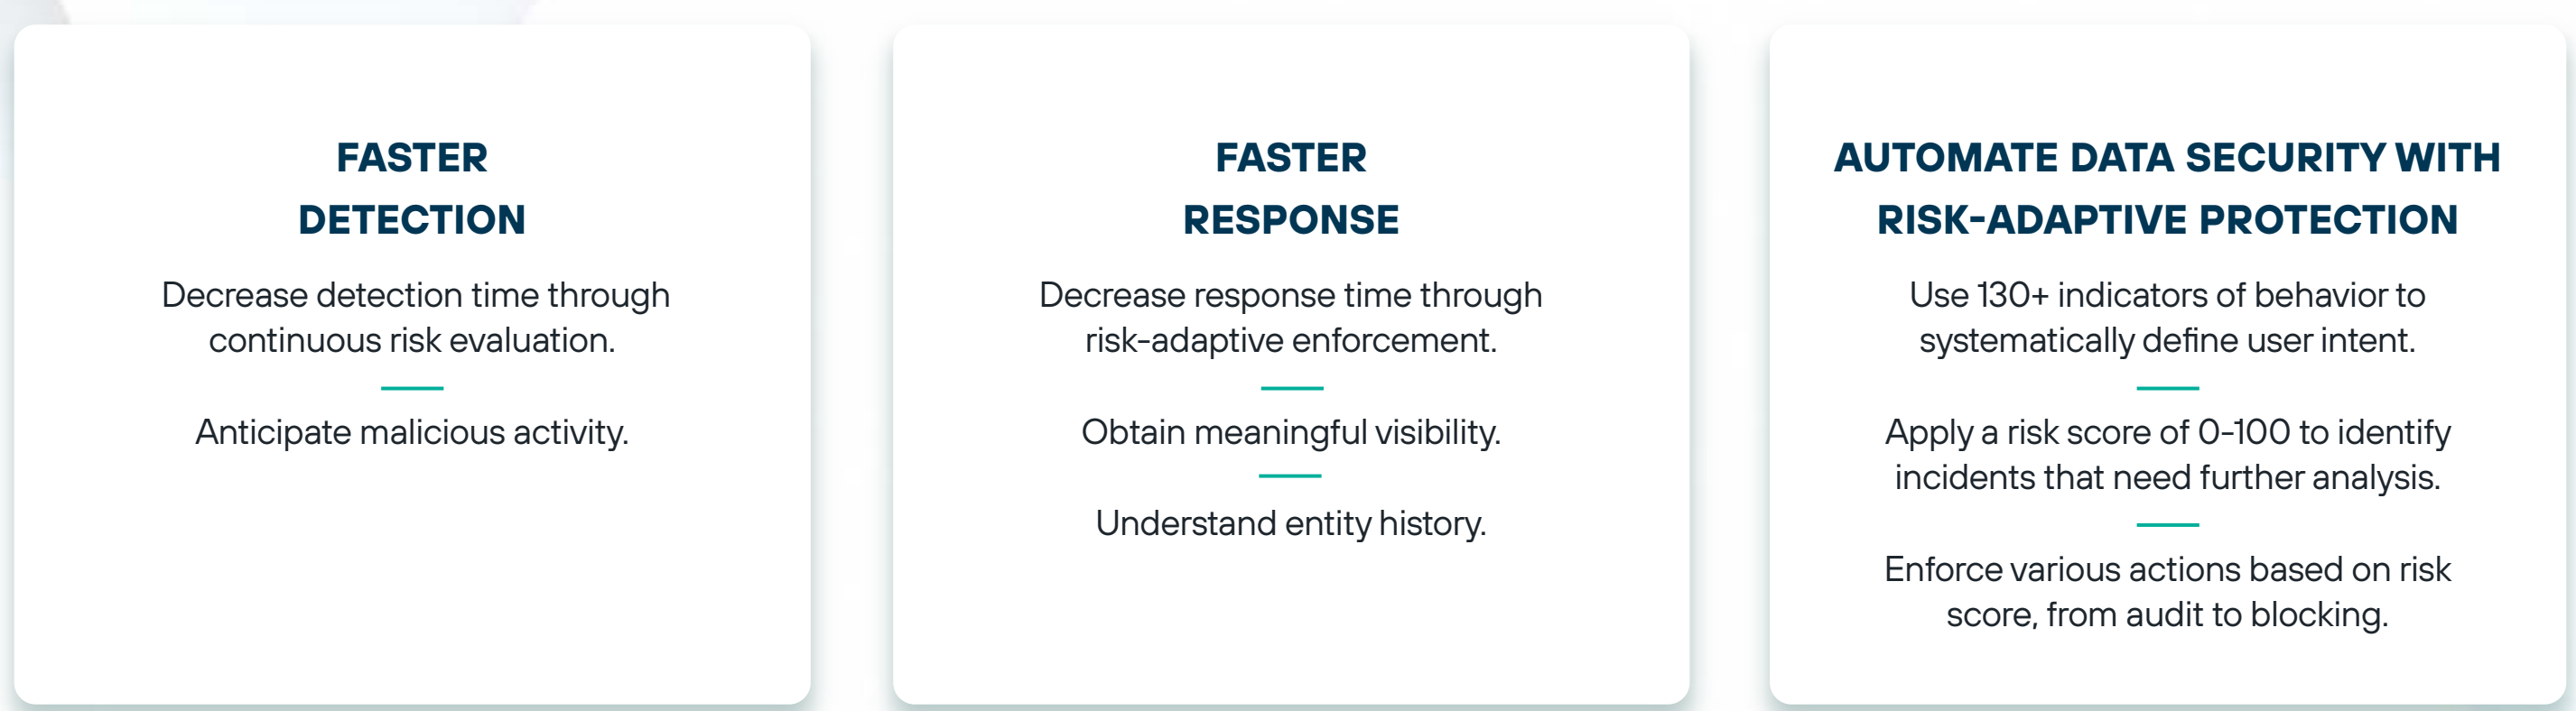 FASTER
DETECTION
Decrease detection time through
continuous risk evaluation.
Anticipate malicious activity.
FASTER
RESPONSE
Decrease response time through
risk-adaptive enforcement.
Obtain meaningful visibility.
Understand entity history.
AUTOMATE DATA SECURITY WITH
RISK-ADAPTIVE PROTECTION
Use 130+ indicators of behavior to
systematically define user intent.
Apply a risk score of 0-100 to identify
incidents that need further analysis.
Enforce various actions based on risk
score, from audit to blocking.